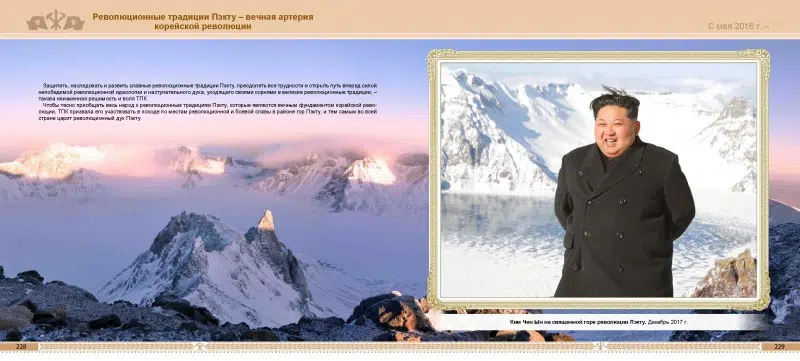 Революционные традиции Пэкту – вечная артерия
корейской революции
С мая 2016 г. –
Защитить, наследовать и развить славные революционные традиции Пэкту, преодолеть все трудности и открыть путь вперед силой
непобедимой революционной идеологии и наступательного духа, уходящего своими корнями в великие революционные традиции, –
такова неизменная решимость и воля ТПК.
Чтобы тесно приобщить весь народ к революционным традициям Пэкту, которые являются вечным фундаментом корейской рево-
люции, ТПК призвала его участвовать в походе по местам революционной и боевой славы в районе гор Пэкту, и тем самым во всей
стране царит революционный дух Пэкту.
Ким Чен Ын на священной горе революции Пэкту. Декабрь 2017 г.
228
229